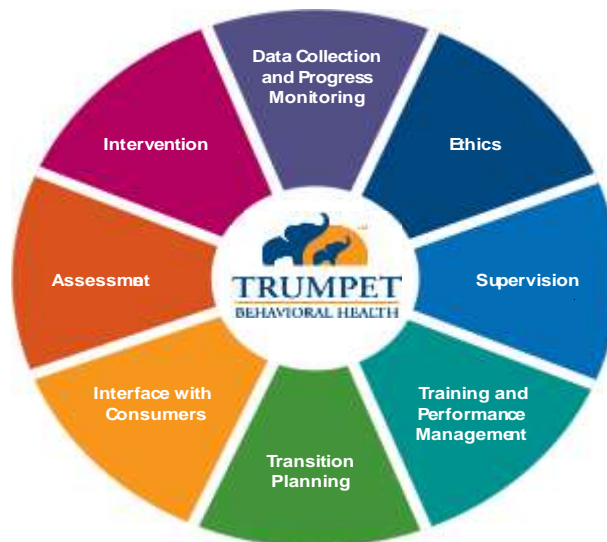 Data Collection
and Progress
Monitoring
Ethics
Supervision
Training and
Performance
Management
Transition
Planning
Interface with
Consumers
Assessment
Intervention
TRUMPET
BEHAVIORAL HEALTH